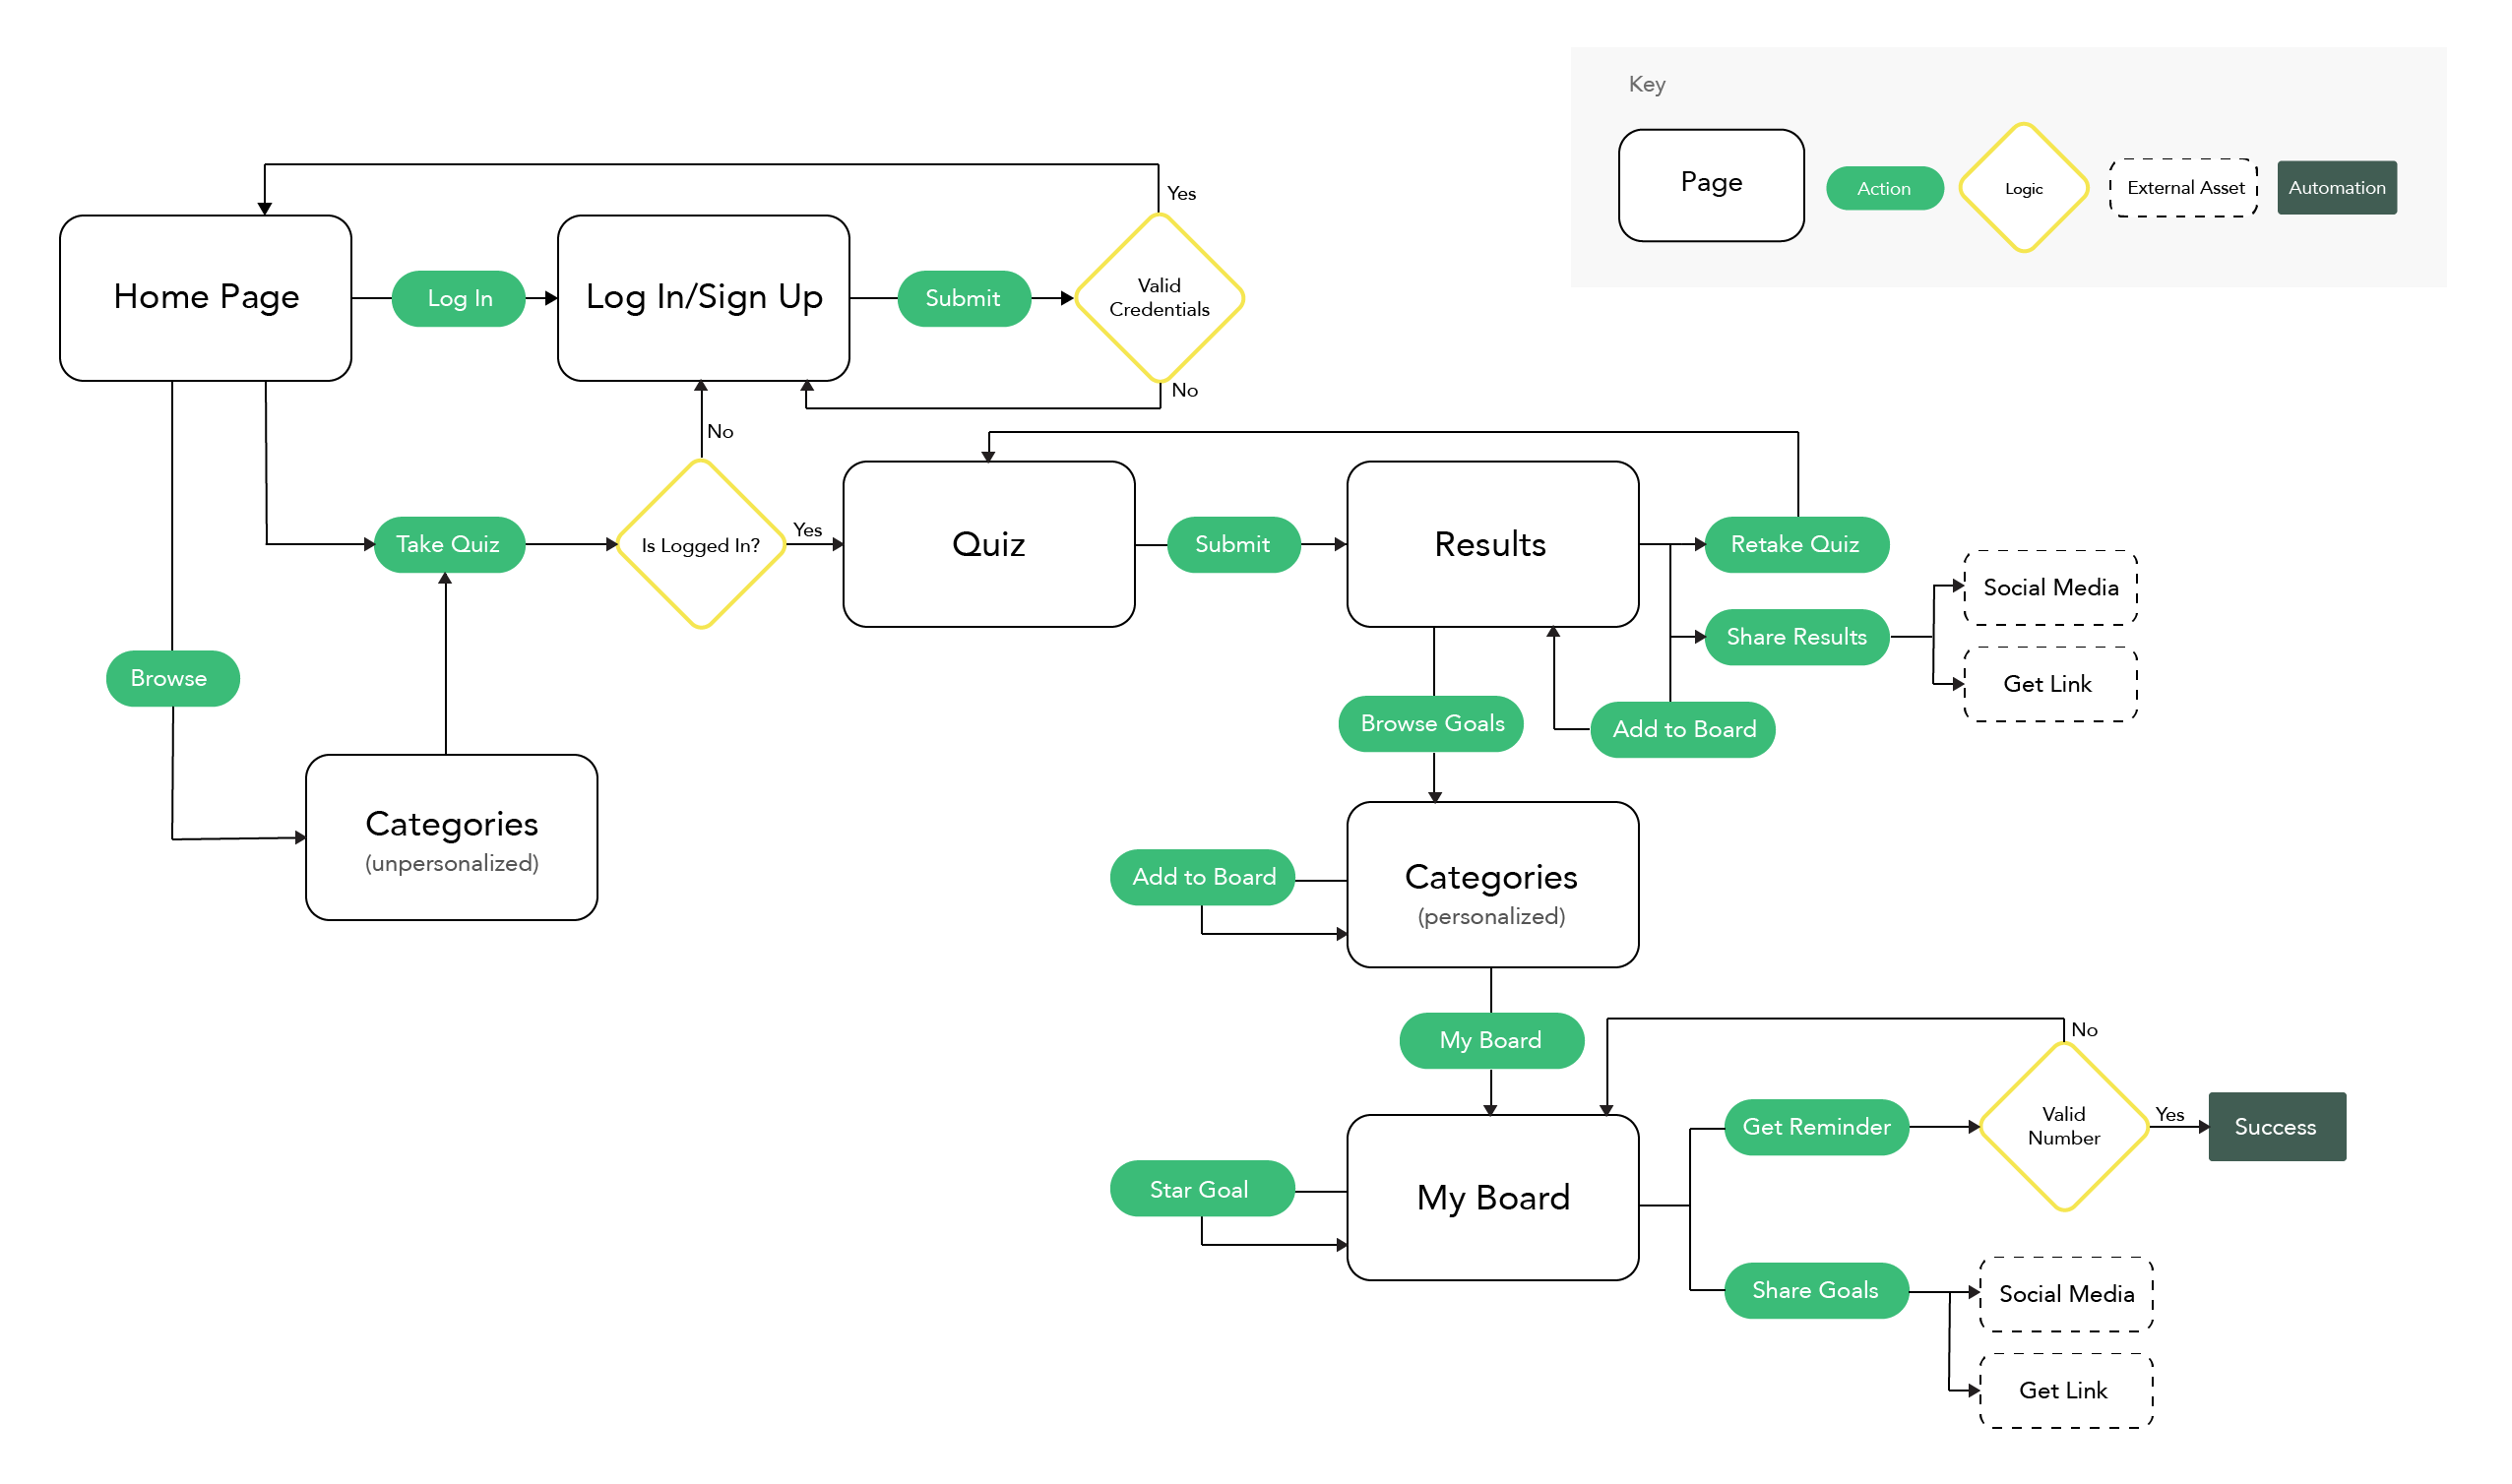 Key
Page
Action
Logic
External Asset
Automation
Yes
Home Page
Log In
Log In/Sign Up
Submit
Valid
Credentials
No
No
Take Quiz
Is Logged In?
Yes
Quiz
Submit
Results
Retake Quiz
Share Results
Social Media
Get Link
Browse
Browse Goals
Add to Board
Categories
(unpersonalized)
Add to Board
Categories
(personalized)
My Board
No
Get Reminder
Valid
Number
Yes
Success
Star Goal
My Board
Share Goals
Social Media
Get Link